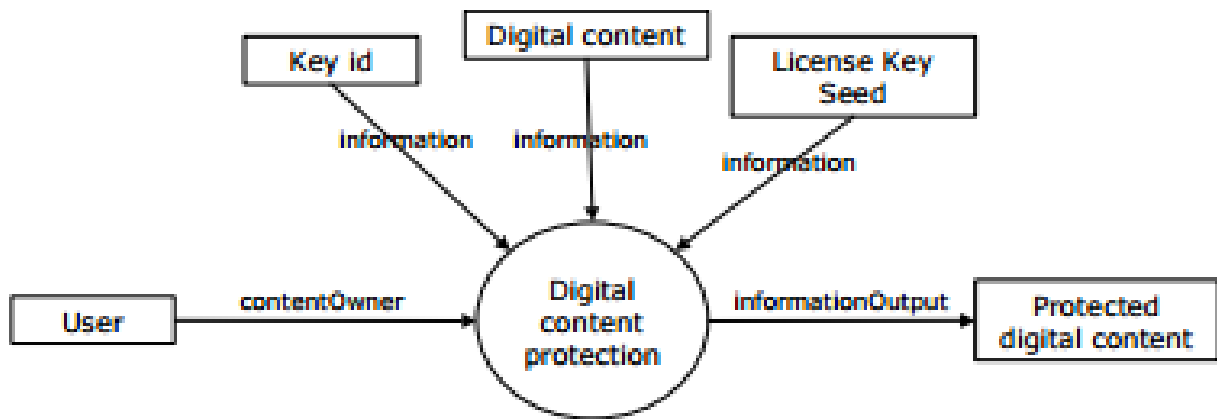 Digital content
Key id
License Key
Seed
information
information
information
User
contentOwner
Digital
content
protection
informationOutput
Protected
digital content